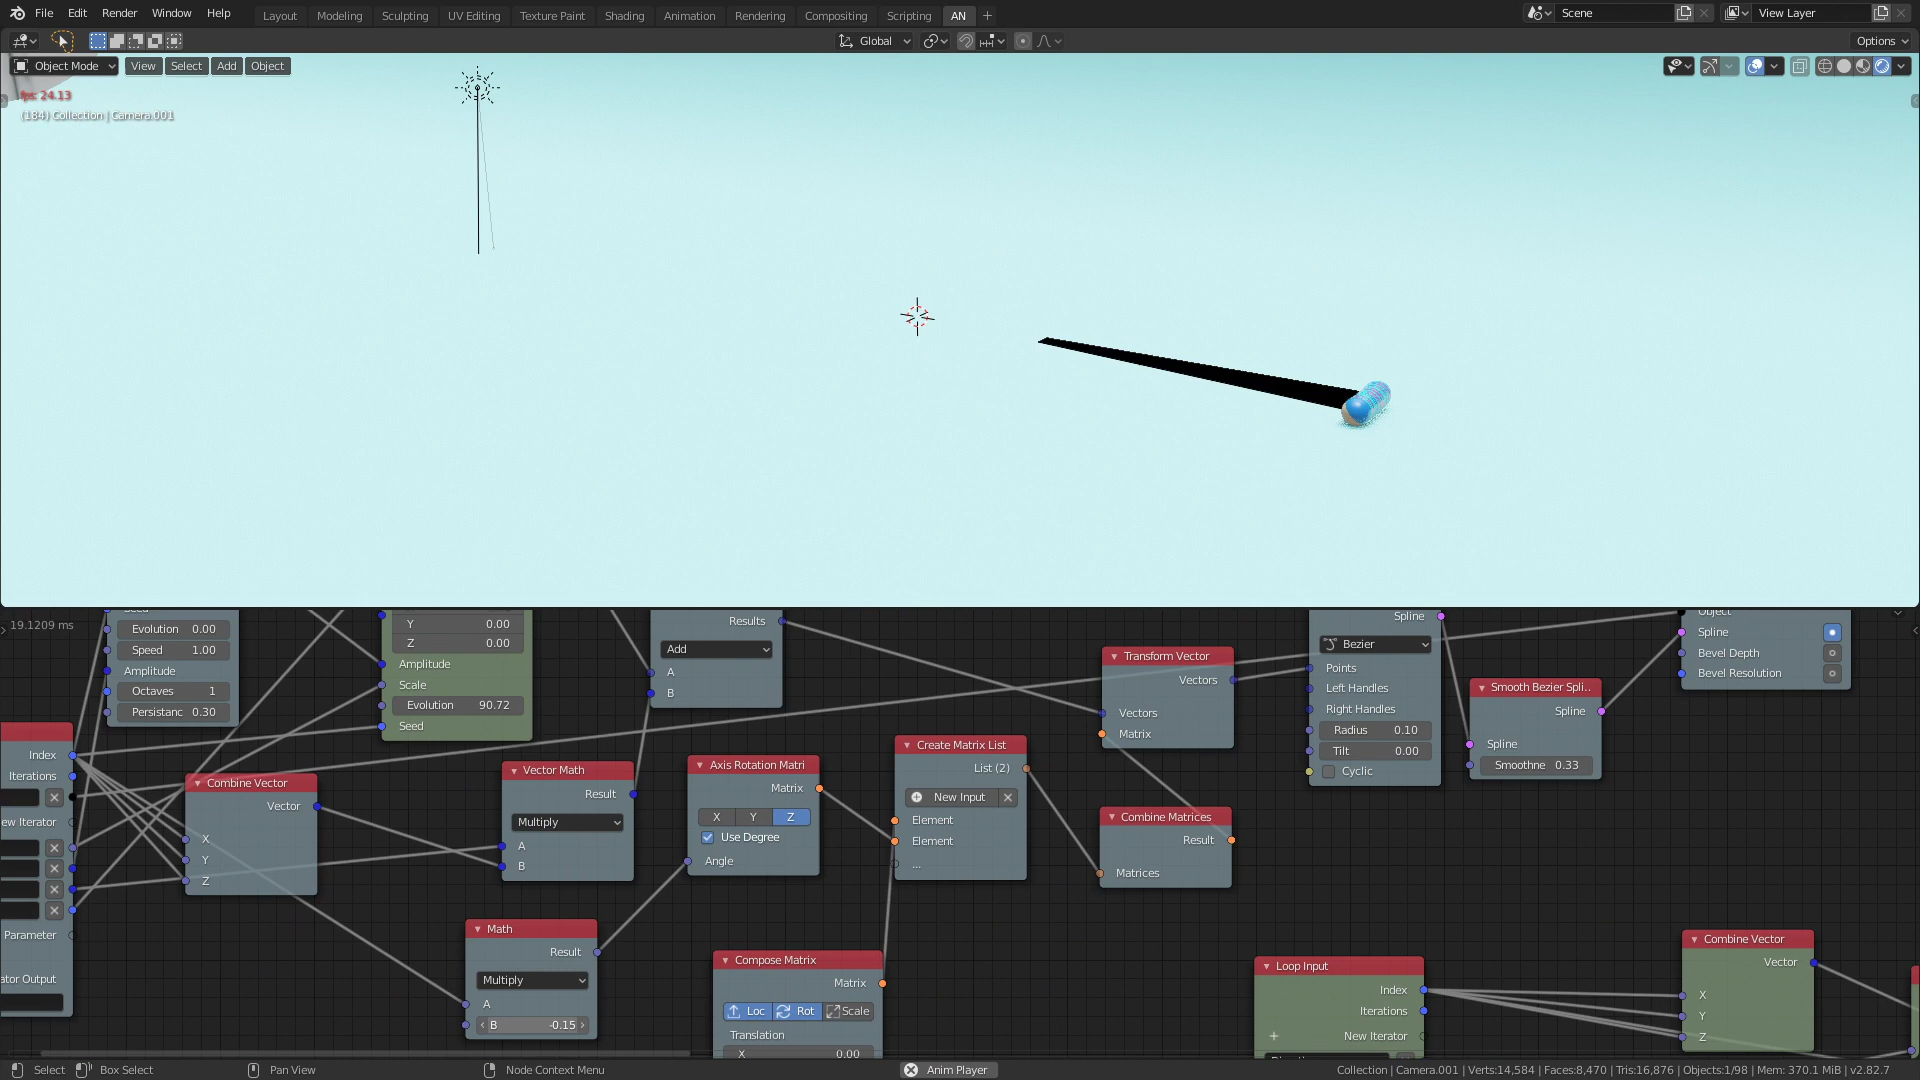 File Edit Render Window Help Layout Modeling Sculpting UV Editing Texture Paint Shading Animation Rendering Compositing Scripting AN Scene View Layer
Global Options
Object Mode View Select Add Object
fps: 24.13
(184) Collection | Camera.001
19.1209 ms
Evolution 0.00
Speed 1.00
Amplitude
Octaves 1
Persistanc 0.30
Index
Iterations
ew Iterator
Parameter
ator Output
Combine Vector
Vector
X
Y
Z
Y 0.00
Z 0.00
Amplitude
Scale
Evolution 90.72
Seed
Vector Math
Result
Multiply
A
B
Math
Result
Multiply
A
B -0.15
Results
Add
A
B
Axis Rotation Matri
Matrix
X Y Z
Use Degree
Angle
Compose Matrix
Matrix
Loc Rot Scale
Translation
X 0.00
Create Matrix List
List (2)
New Input
Element
Element
...
Transform Vector
Vectors
Vectors
Matrix
Combine Matrices
Result
Matrices
Spline
Bezier
Points
Left Handles
Right Handles
Radius 0.10
Tilt 0.00
Cyclic
Smooth Bezier Spli..
Spline
Spline
Smoothne 0.33
Object
Spline
Bevel Depth
Bevel Resolution
Loop Input
Index
Iterations
New Iterator
Combine Vector
Vector
X
Y
Z
Select Box Select Pan View Node Context Menu Anim Player Collection | Camera.001 | Verts:14,584 | Faces:8,470 | Tris:16,876 | Objects:1/98 | Mem: 370.1 MiB | v2.82.7